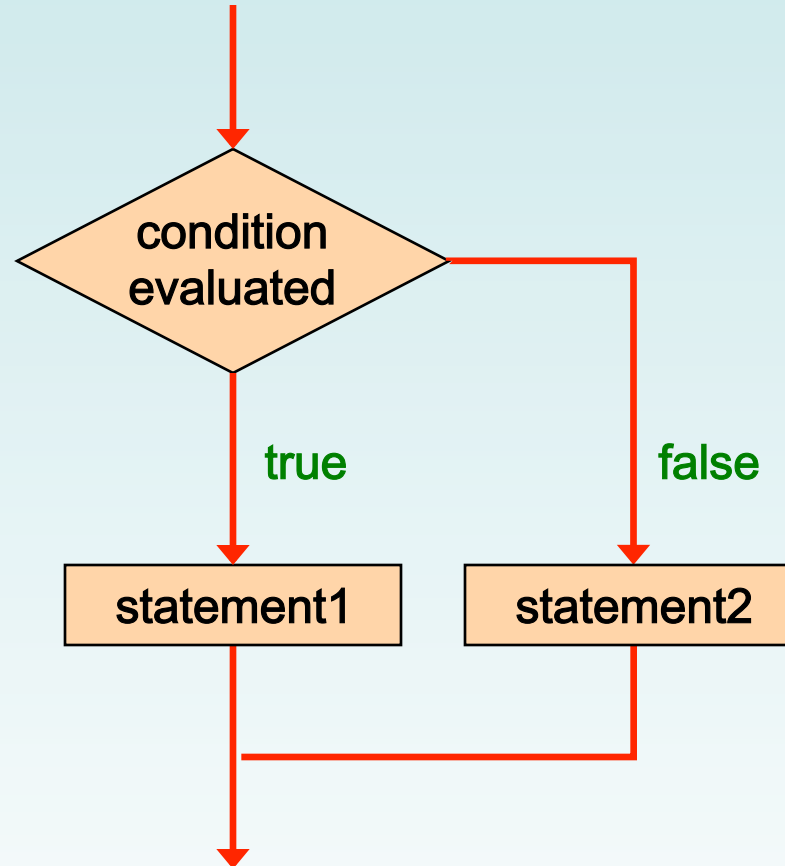 condition
evaluated
true
false
statement1
statement2